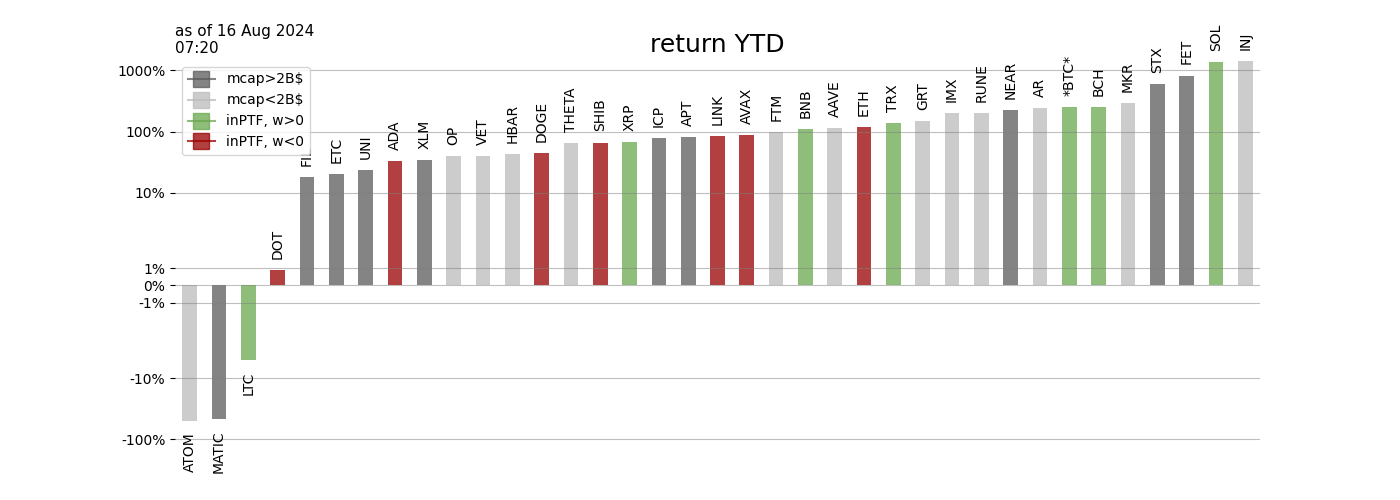 as of 16 Aug 2024
07:20
return YTD
mcap>2B$
mcap<2B$
inPTF, w>0
inPTF, w<0
1000%
100%
10%
1%
0%
-1%
-10%
-100%
ATOM
MATIC
LTC
DOT
ETC
UNI
ADA
XLM
OP
VET
HBAR
DOGE
THETA
SHIB
XRP
ICP
APT
LINK
AVAX
FTM
BNB
AAVE
ETH
TRX
GRT
IMX
RUNE
NEAR
AR
*BTC*
BCH
MKR
STX
FET
SOL
INJ